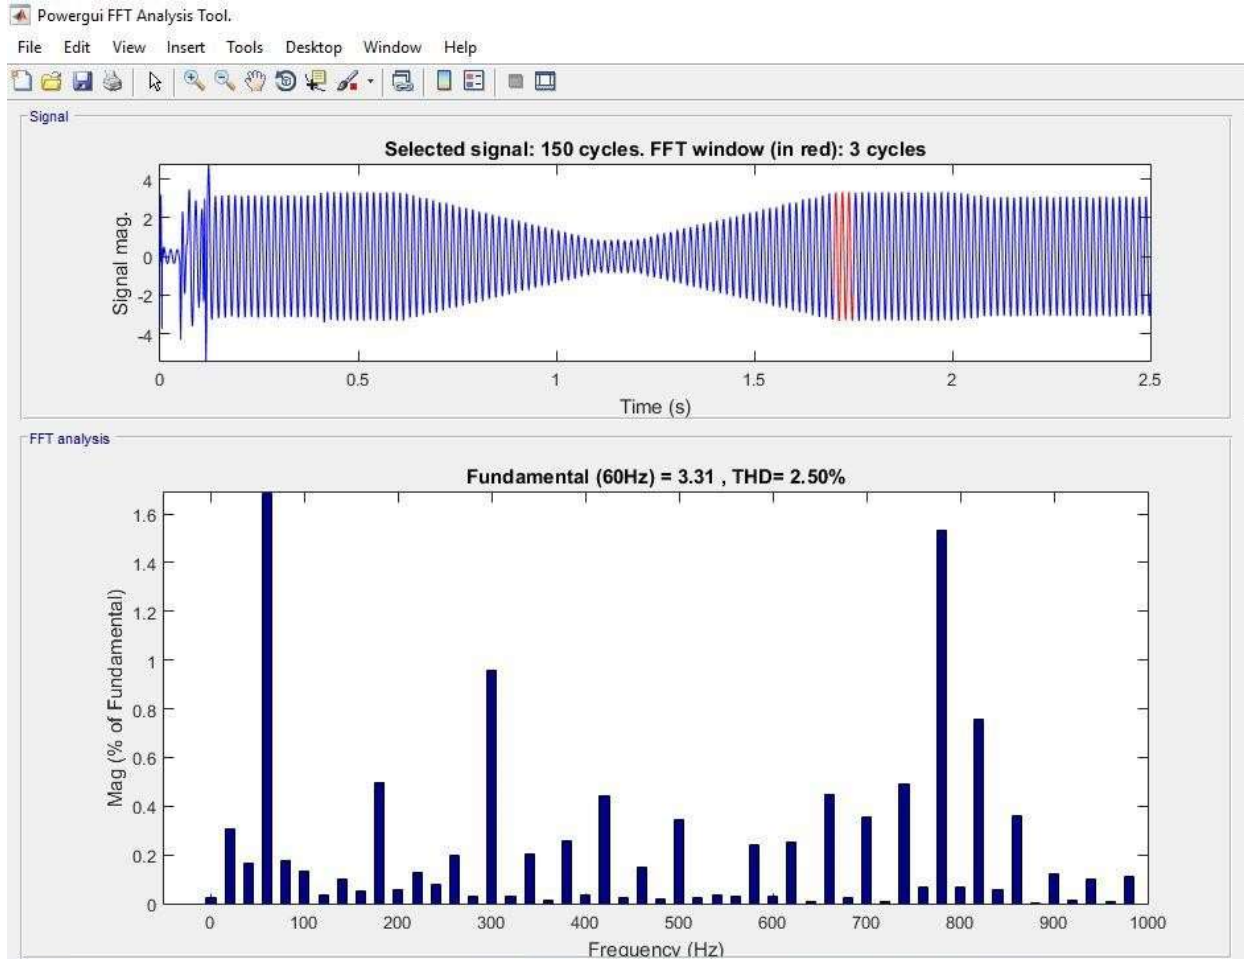 Powergui FFT Analysis Tool.
File Edit View Insert Tools Desktop Window Help
Signal
Selected signal: 150 cycles. FFT window (in red): 3 cycles
Signal mag.
4
2
0
-2
-4
0 0.5 1 1.5 2 2.5
Time (s)
FFT analysis
Fundamental (60Hz) = 3.31 , THD= 2.50%
Mag (% of Fundamental)
1.6
1.4
1.2
1
0.8
0.6
0.4
0.2
0
0 100 200 300 400 500 600 700 800 900 1000
Frequency (Hz)